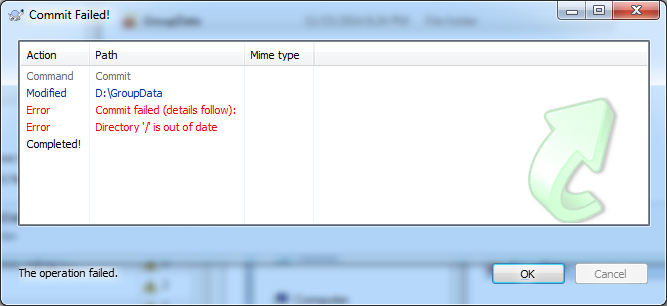 Commit Failed!
Action Path Mime type
Command Commit
Modified D:\GroupData
Error Commit failed (details follow):
Error Directory '/' is out of date
Completed!
The operation failed.
OK Cancel